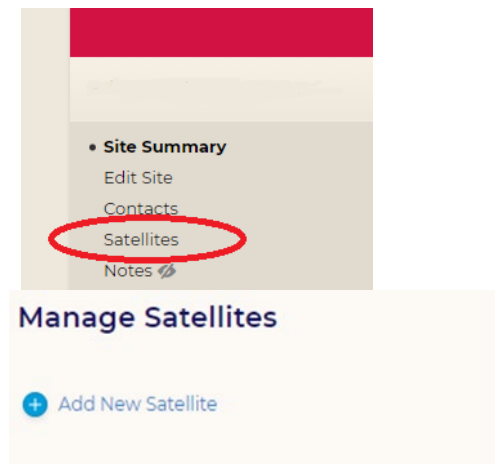 • Site Summary
Edit Site
Contacts
Satellites
Notes
Manage Satellites
Add New Satellite